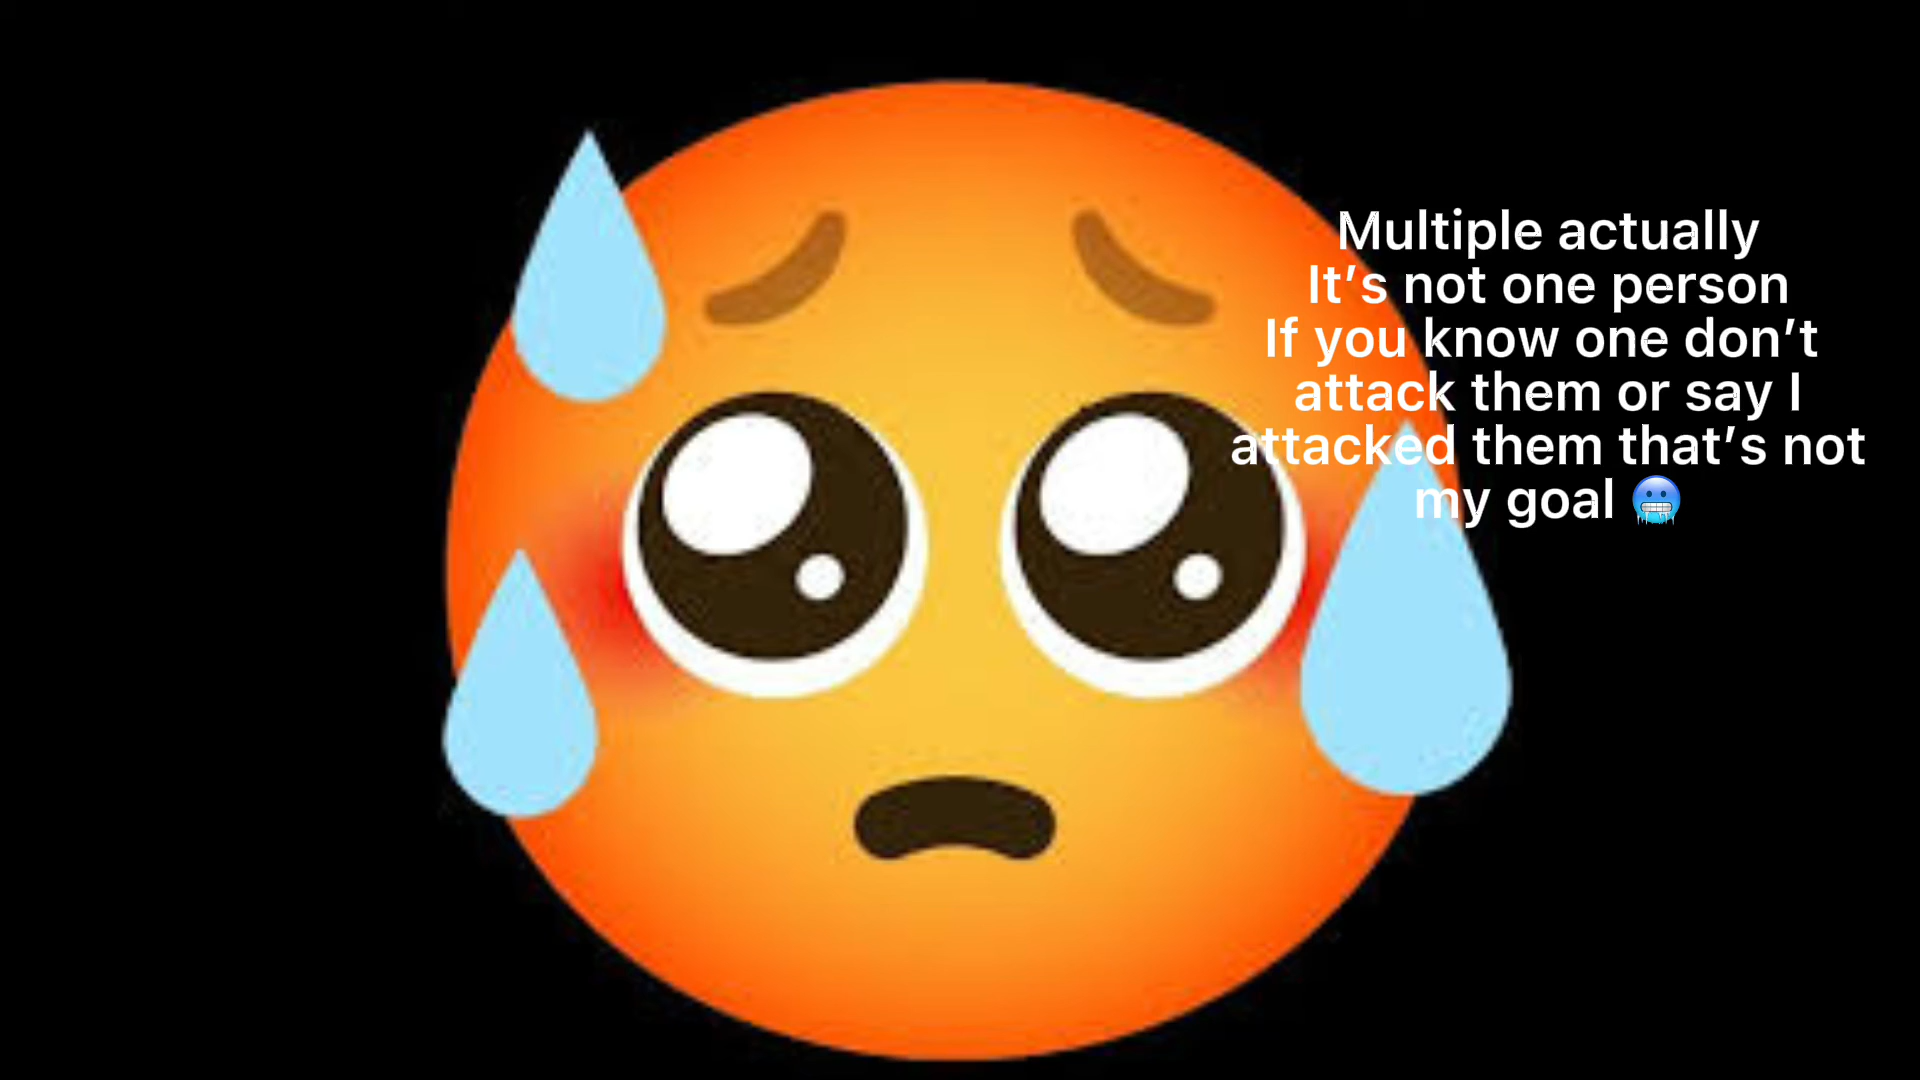 Multiple actually
It’s not one person
If you know one don’t
attack them or say I
attacked them that’s not
my goal 🥶